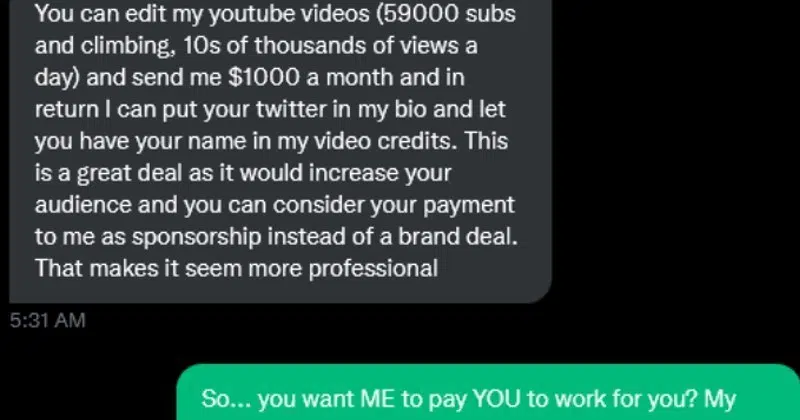 You can edit my youtube videos (59000 subs
and climbing, 10s of thousands of views a
day) and send me $1000 a month and in
return I can put your twitter in my bio and let
you have your name in my video credits. This
is a great deal as it would increase your
audience and you can consider your payment
to me as sponsorship instead of a brand deal.
That makes it seem more professional
5:31 AM
So... you want ME to pay YOU to work for you? My